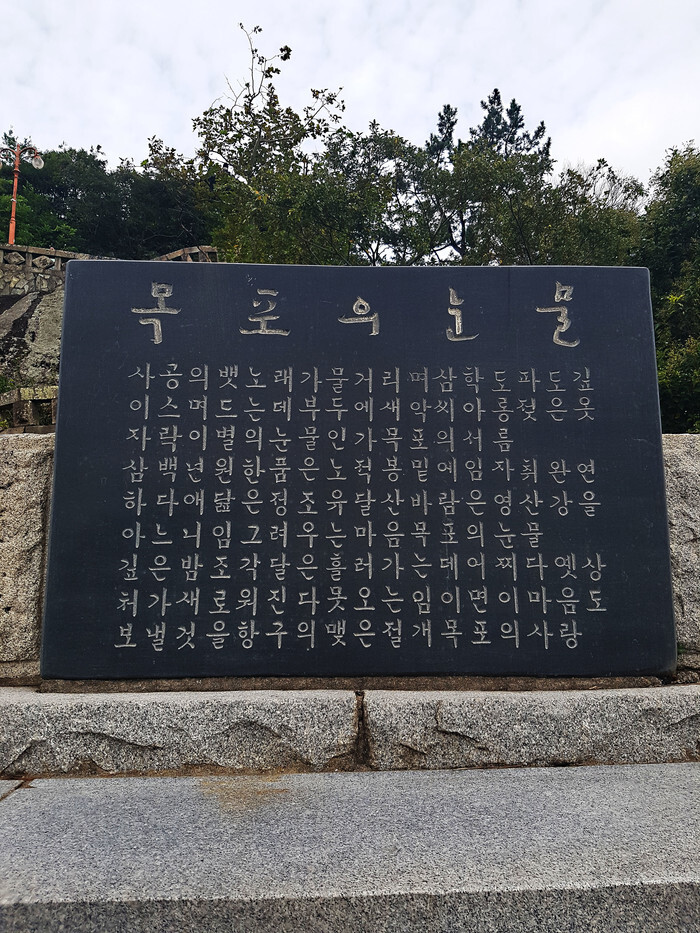 목포의눈물
사공의뱃노래가물거리며삼학도파도깊
이스며드는데부두에새악씨아롱젖은옷
자락이별의눈물인가목포의서름
삼백년원한품은노적봉밑에임자취완연
하다애닲은정조유달산바람은영산강을
아느니임그려우는마음목포의눈물
깊은밤조각달은흘러가는데어찌다옛상
처가새로워진다못오는임이면이마음도
보낼것을항구의맺은절개목포의사랑